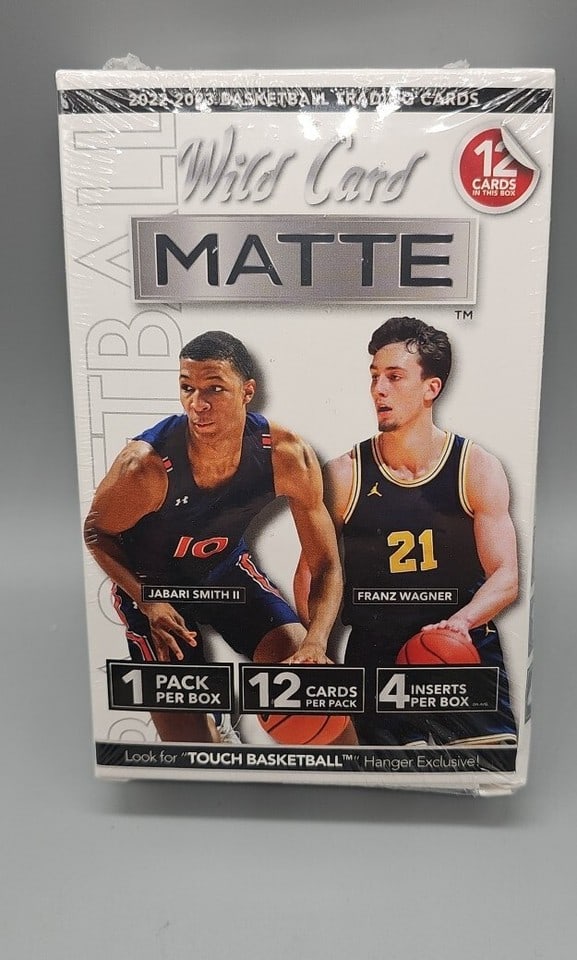 2022-2023 BASKETBALL TRADING CARDS
Wild Card
12
CARDS
IN THIS BOX
MATTE
TM
BASKETBALL
10
21
JABARI SMITH II
FRANZ WAGNER
1 PACK
PER BOX
12 CARDS
PER PACK
4 INSERTS
PER BOX
Look for "TOUCH BASKETBALL™" Hanger Exclusive!